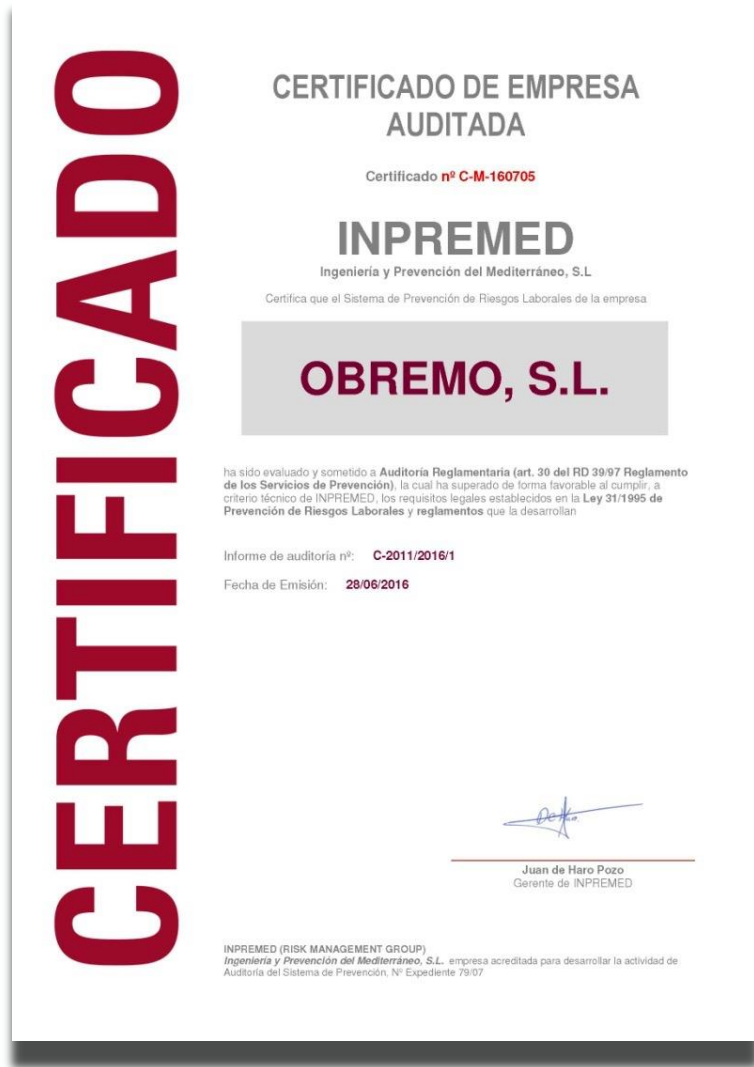 CERTIFICADO
CERTIFICADO DE EMPRESA
AUDITADA
Certificado nº C-M-160705
INPREMED
Ingeniería y Prevención del Mediterráneo, S.L
Certifica que el Sistema de Prevención de Riesgos Laborales de la empresa
OBREMO, S.L.
ha sido evaluado y sometido a Auditoría Reglamentaria (art. 30 del RD 39/97 Reglamento
de los Servicios de Prevención), la cual ha superado de forma favorable al cumplir, a
criterio técnico de INPREMED, los requisitos legales establecidos en la Ley 31/1995 de
Prevención de Riesgos Laborales y reglamentos que la desarrollan
Informe de auditoría nº: C-2011/2016/1
Fecha de Emisión: 28/06/2016
Juan de Haro Pozo
Gerente de INPREMED
INPREMED (RISK MANAGEMENT GROUP)
Ingeniería y Prevención del Mediterráneo, S.L. empresa acreditada para desarrollar la actividad de
Auditoría del Sistema de Prevención, Nº Expediente 79/07